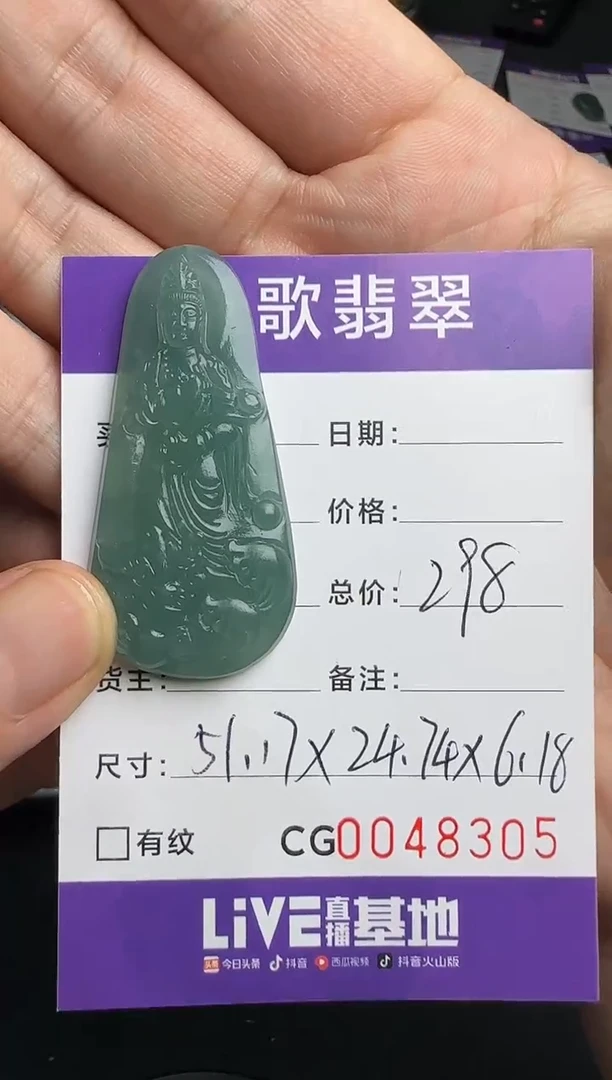 歌翡翠
日期:
价格:
总价: 298
货主: 备注:
尺寸: 51.17X24.74X6.18
有纹 CG0048305
LiVE直播基地
头条 今日头条 抖音 西瓜视频 抖音火山版